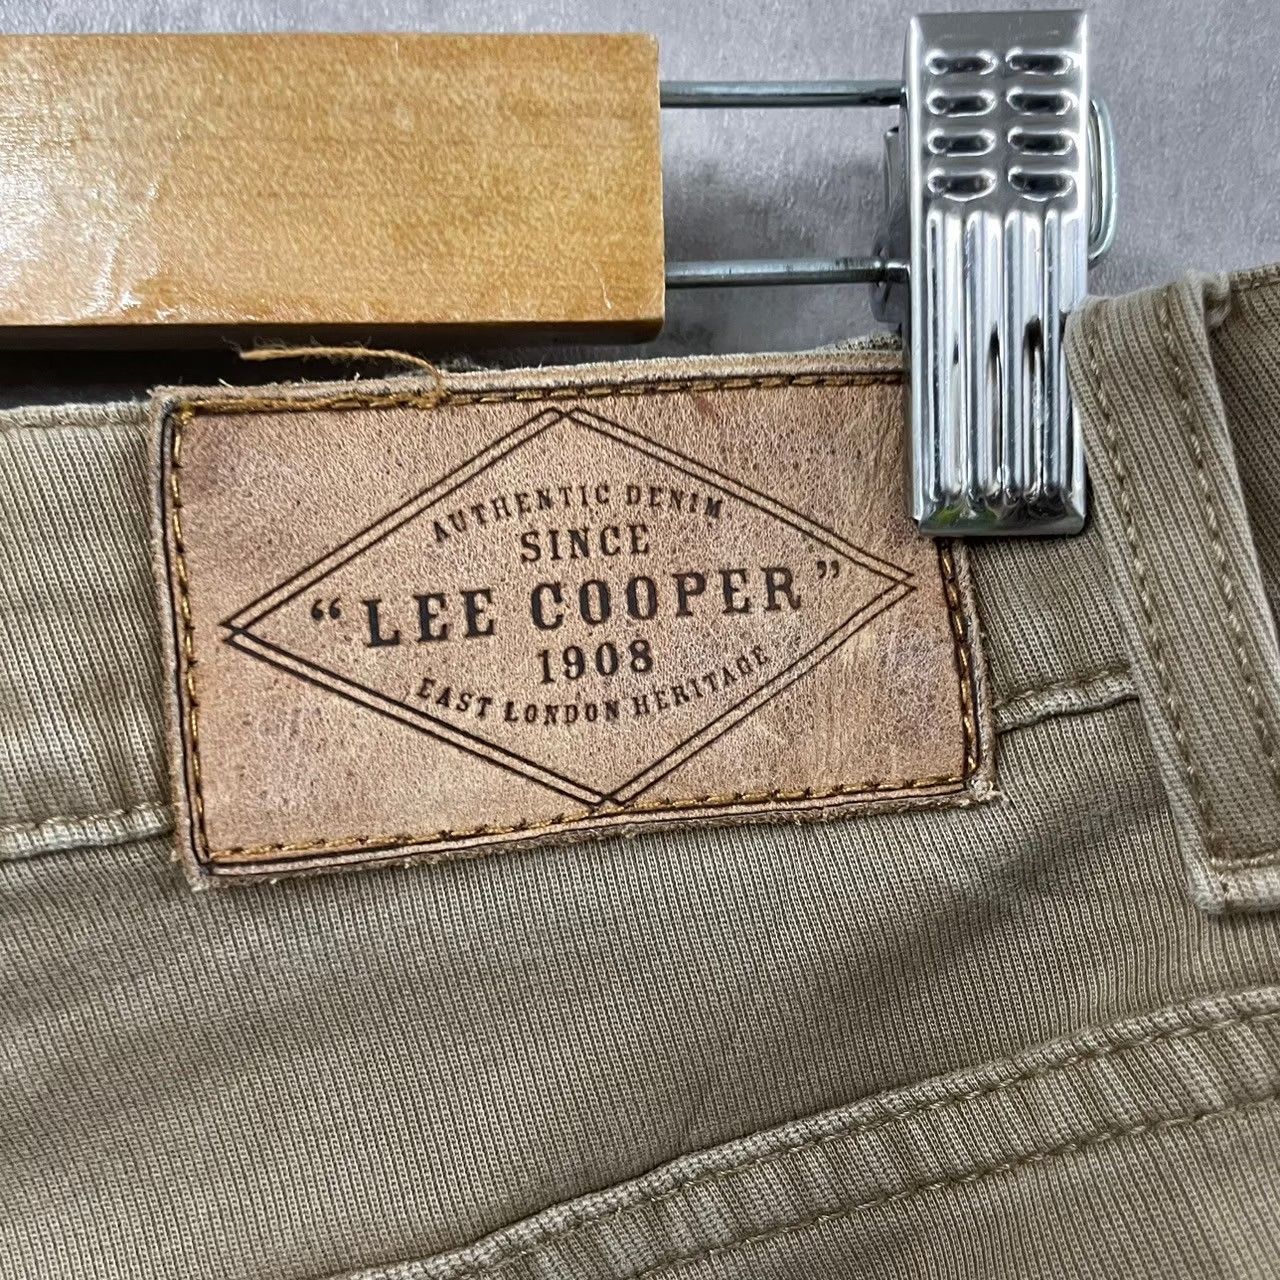 AUTHENTIC DENIM
SINCE
“LEE COOPER”
1908
EAST LONDON HERITAGE